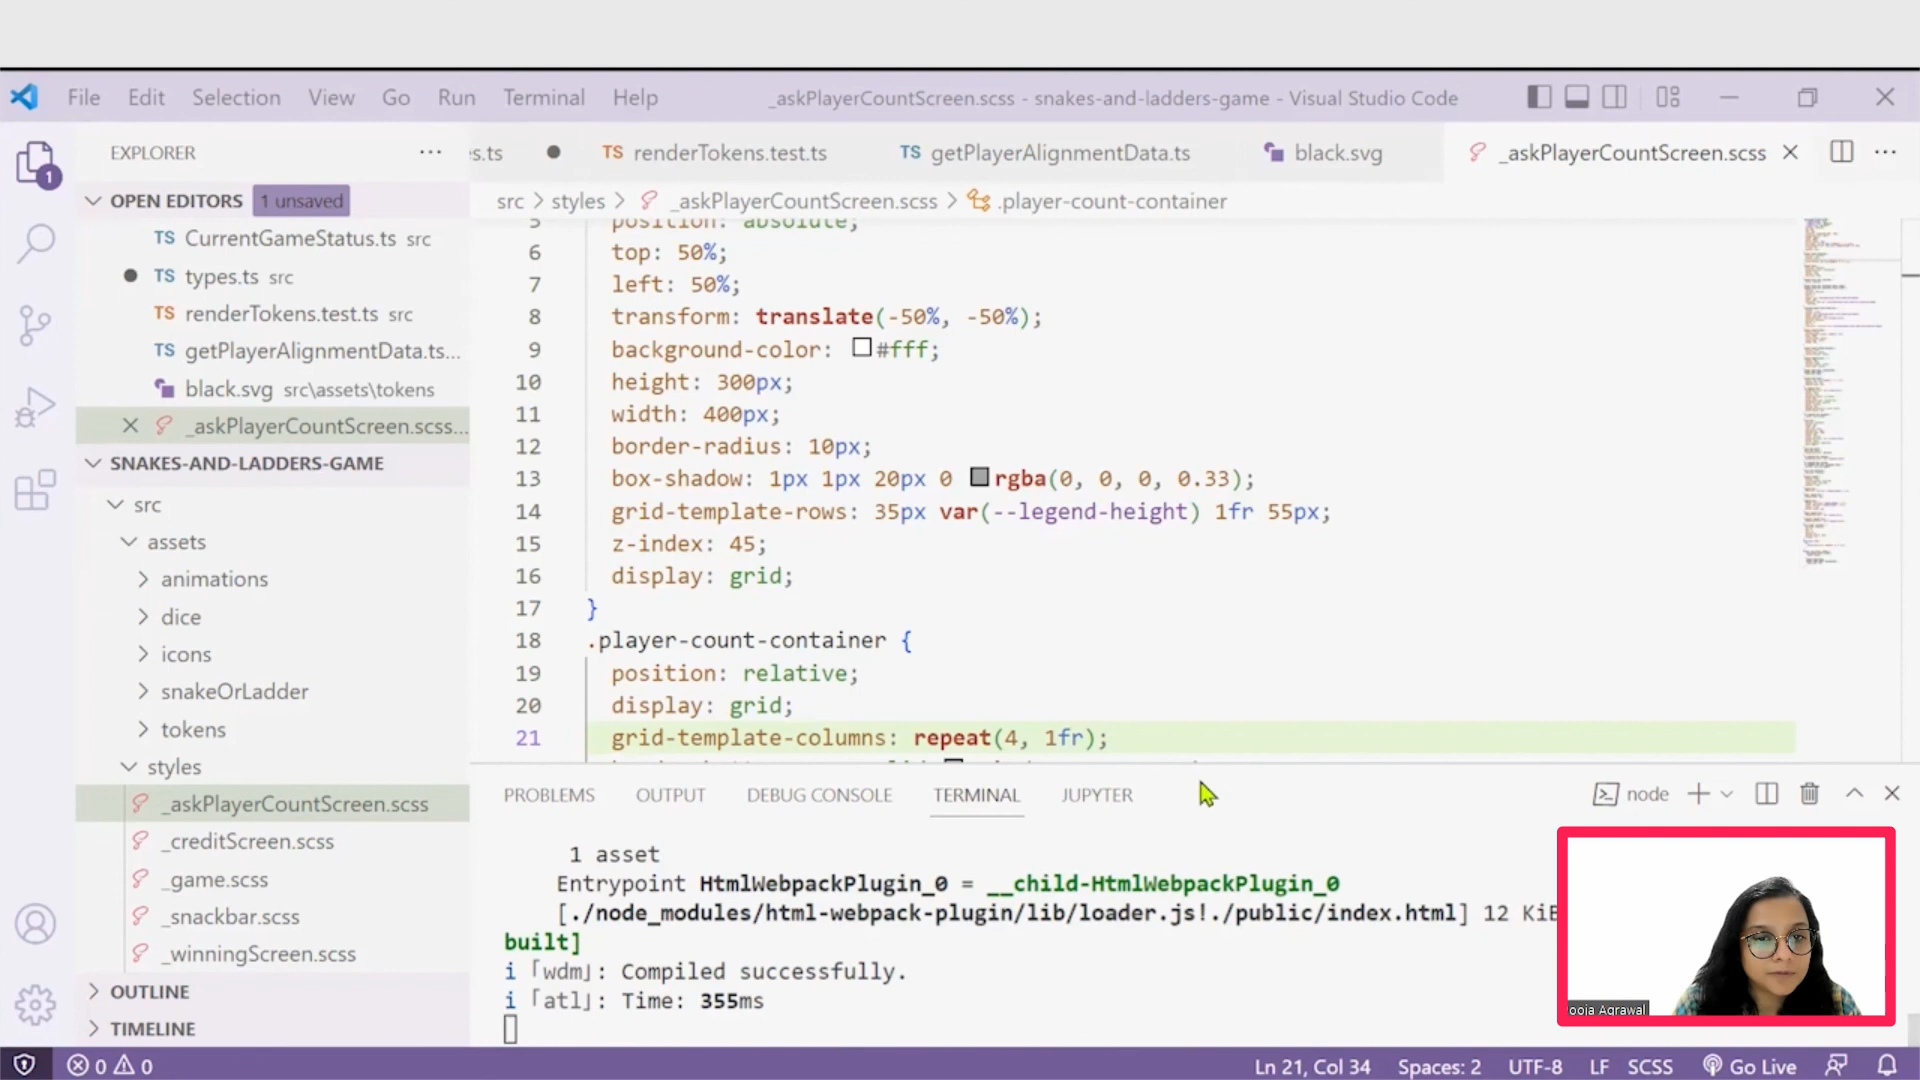 File Edit Selection View Go Run Terminal Help _askPlayerCountScreen.scss - snakes-and-ladders-game - Visual Studio Code
EXPLORER
s.ts TS renderTokens.test.ts TS getPlayerAlignmentData.ts black.svg _askPlayerCountScreen.scss
1
OPEN EDITORS 1 unsaved
TS CurrentGameStatus.ts src
TS types.ts src
TS renderTokens.test.ts src
TS getPlayerAlignmentData.ts...
black.svg src\assets\tokens
_askPlayerCountScreen.scss...
SNAKES-AND-LADDERS-GAME
src
assets
animations
dice
icons
snakeOrLadder
tokens
styles
_askPlayerCountScreen.scss
_creditScreen.scss
_game.scss
_snackbar.scss
_winningScreen.scss
OUTLINE
TIMELINE
src > styles > _askPlayerCountScreen.scss > .player-count-container
5 position: absolute;
6 top: 50%;
7 left: 50%;
8 transform: translate(-50%, -50%);
9 background-color: #fff;
10 height: 300px;
11 width: 400px;
12 border-radius: 10px;
13 box-shadow: 1px 1px 20px 0 rgba(0, 0, 0, 0.33);
14 grid-template-rows: 35px var(--legend-height) 1fr 55px;
15 z-index: 45;
16 display: grid;
17 }
18 .player-count-container {
19 position: relative;
20 display: grid;
21 grid-template-columns: repeat(4, 1fr);
PROBLEMS OUTPUT DEBUG CONSOLE TERMINAL JUPYTER node
1 asset
Entrypoint HtmlWebpackPlugin_0 = __child-HtmlWebpackPlugin_0
[./node_modules/html-webpack-plugin/lib/loader.js!./public/index.html] 12 KiB
built]
i ｢wdm｣: Compiled successfully.
i ｢atl｣: Time: 355ms
ooja Agrawal
0 0 Ln 21, Col 34 Spaces: 2 UTF-8 LF SCSS Go Live